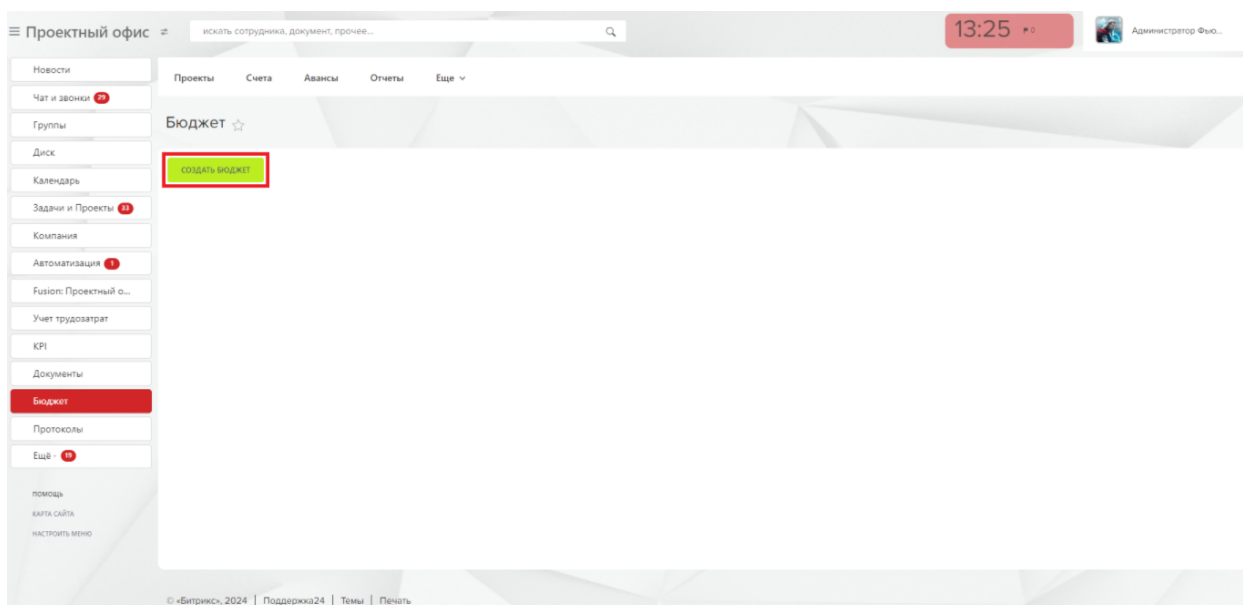 Проектный офис
искать сотрудника, документ, прочее...
13:25
0
Администратор Фью...
Новости
Чат и звонки 29
Группы
Диск
Календарь
Задачи и Проекты 33
Компания
Автоматизация 1
Fusion: Проектный о...
Учет трудозатрат
KPI
Документы
Бюджет
Протоколы
Ещё - 19
ПОМОЩЬ
КАРТА САЙТА
НАСТРОИТЬ МЕНЮ
Проекты Счета Авансы Отчеты Еще
Бюджет
СОЗДАТЬ БЮДЖЕТ
© «Битрикс», 2024 | Поддержка24 | Темы | Печать